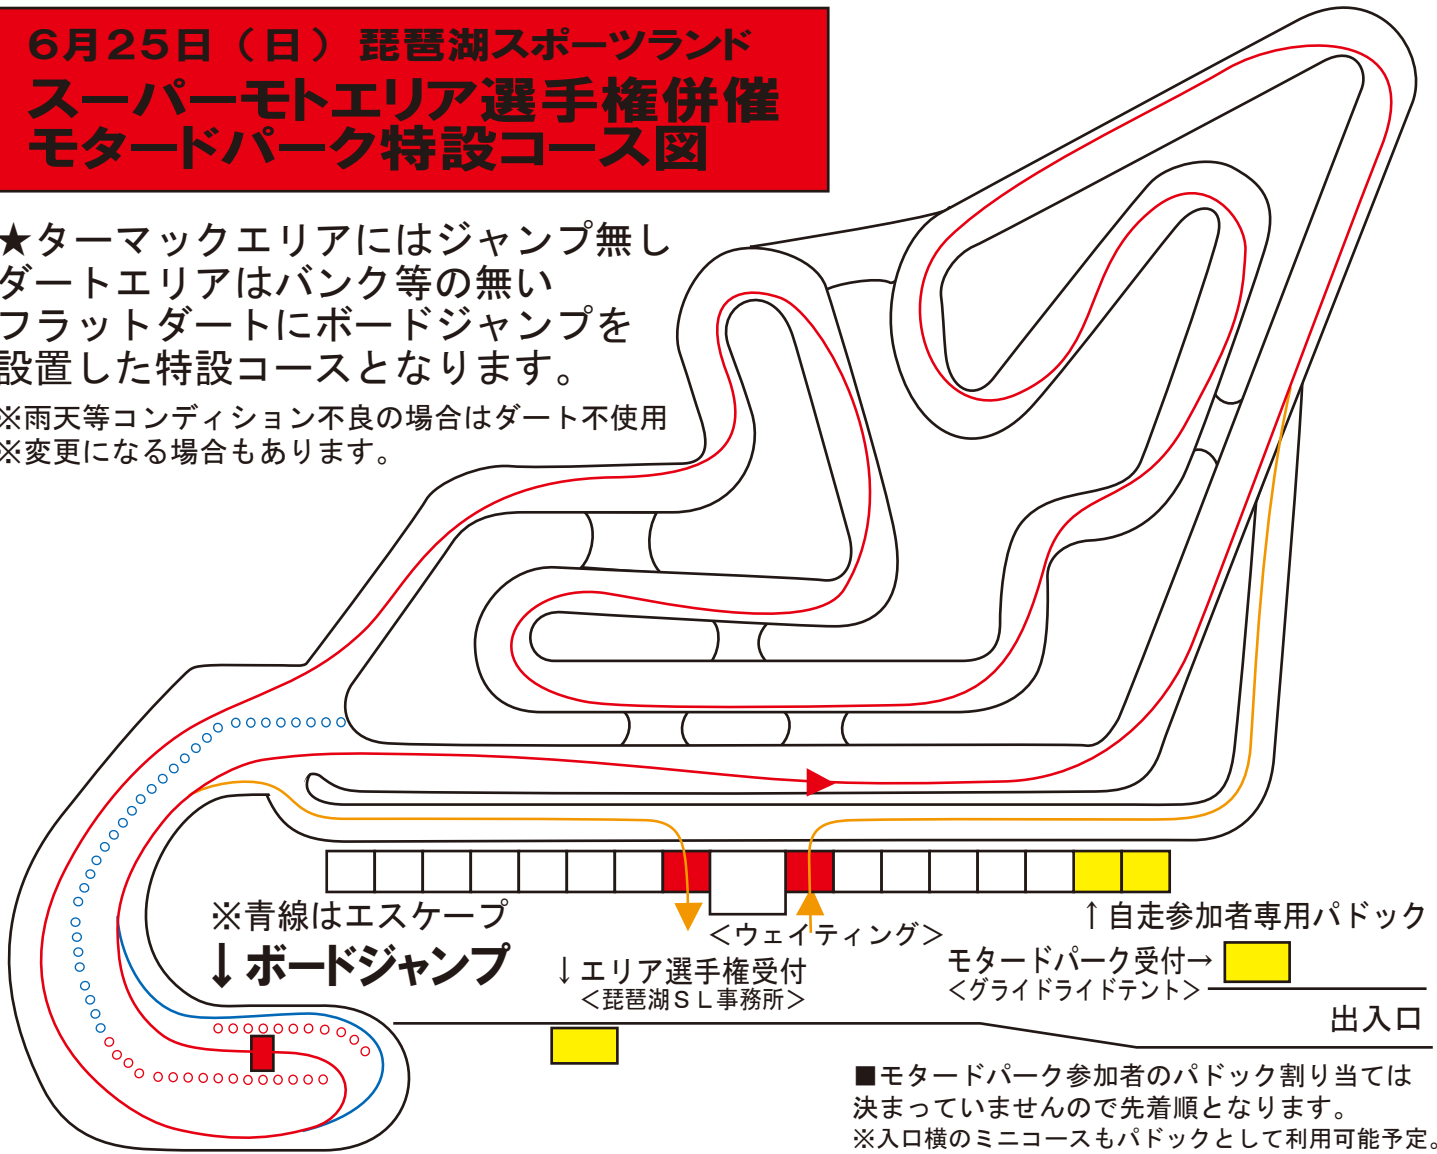 6月25日（日）琵琶湖スポーツランド
スーパーモトエリア選手権併催
モタードパーク特設コース図
★ターマックエリアにはジャンプ無し
ダートエリアはバンク等の無い
フラットダートにボードジャンプを
設置した特設コースとなります。
※雨天等コンディション不良の場合はダート不使用
※変更になる場合もあります。
※青線はエスケープ
↓ボードジャンプ
＜ウェイティング＞
↑自走参加者専用パドック
↓エリア選手権受付
＜琵琶湖ＳＬ事務所＞
モタードパーク受付→
＜グライドライドテント＞
出入口
■モタードパーク参加者のパドック割り当ては
決まっていませんので先着順となります。
※入口横のミニコースもパドックとして利用可能予定。